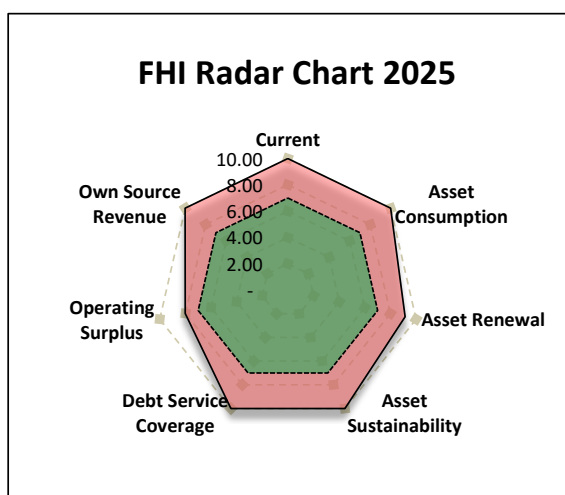 FHI Radar Chart 2025
Current
10.00
8.00
6.00
4.00
2.00
-
Own Source
Revenue
Asset
Consumption
Operating
Surplus
Asset Renewal
Debt Service
Coverage
Asset
Sustainability